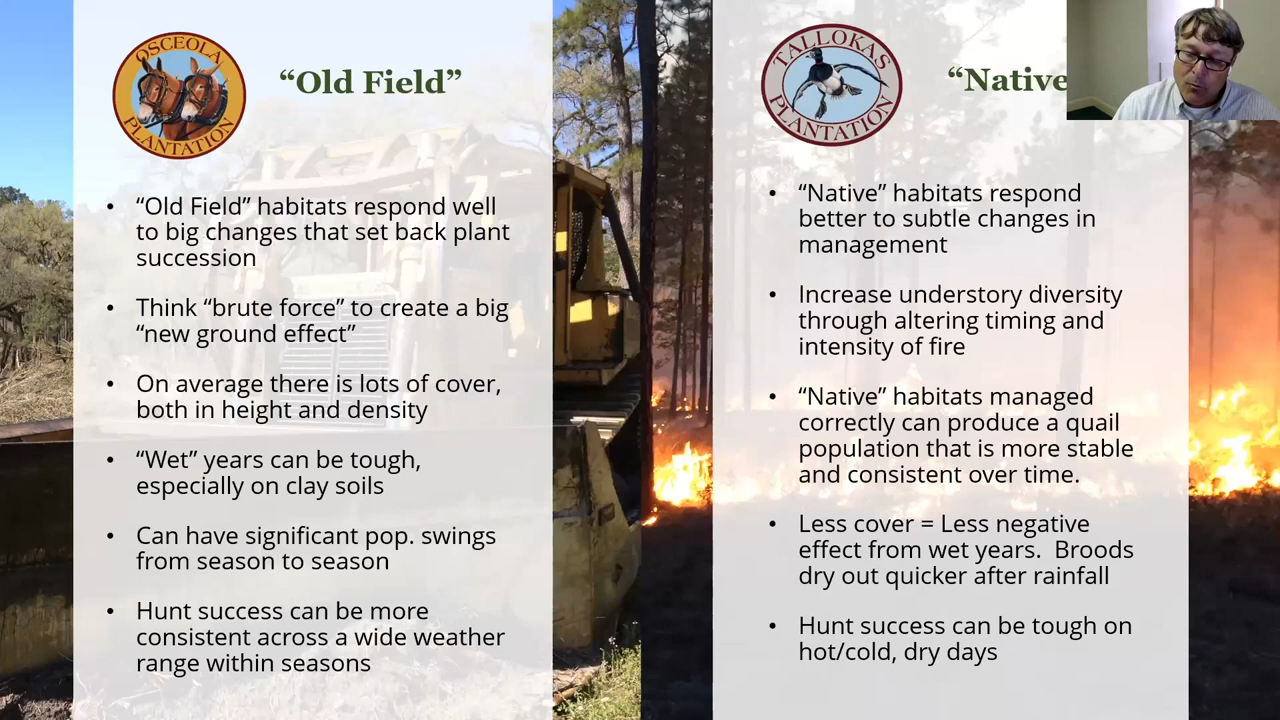 OSCEOLA
PLANTATION
“Old Field”
• “Old Field” habitats respond well
to big changes that set back plant
succession
• Think “brute force” to create a big
“new ground effect”
• On average there is lots of cover,
both in height and density
• “Wet” years can be tough,
especially on clay soils
• Can have significant pop. swings
from season to season
• Hunt success can be more
consistent across a wide weather
range within seasons
TALLOKAS
PLANTATION
“Native
• “Native” habitats respond
better to subtle changes in
management
• Increase understory diversity
through altering timing and
intensity of fire
• “Native” habitats managed
correctly can produce a quail
population that is more stable
and consistent over time.
• Less cover = Less negative
effect from wet years.  Broods
dry out quicker after rainfall
• Hunt success can be tough on
hot/cold, dry days